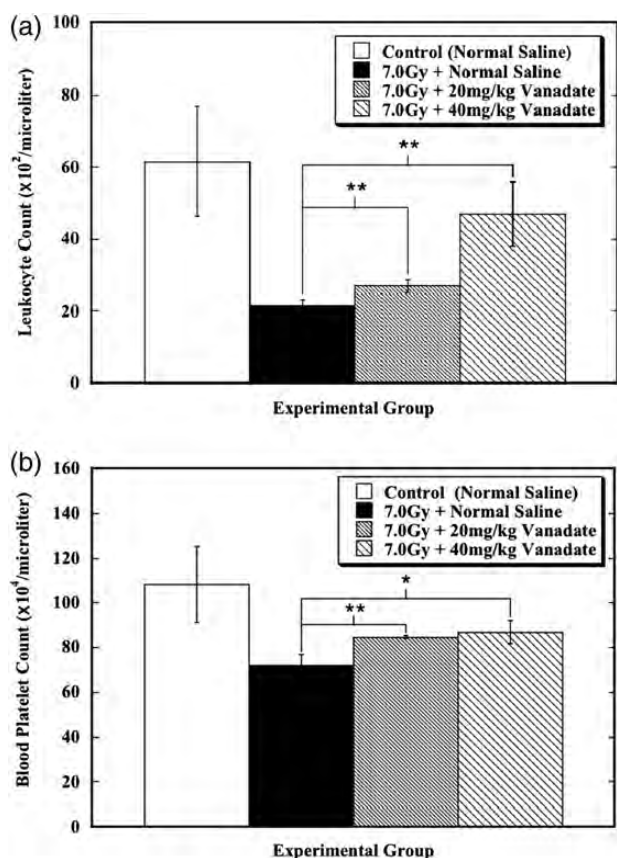 (a)
100
80
60
40
20
0
Leukocyte Count (x10²/microliter)
Control (Normal Saline)
7.0Gy + Normal Saline
7.0Gy + 20mg/kg Vanadate
7.0Gy + 40mg/kg Vanadate
**
**
Experimental Group
(b)
160
140
120
100
80
60
40
20
0
Blood Platelet Count (x10⁴/microliter)
Control (Normal Saline)
7.0Gy + Normal Saline
7.0Gy + 20mg/kg Vanadate
7.0Gy + 40mg/kg Vanadate
*
**
Experimental Group